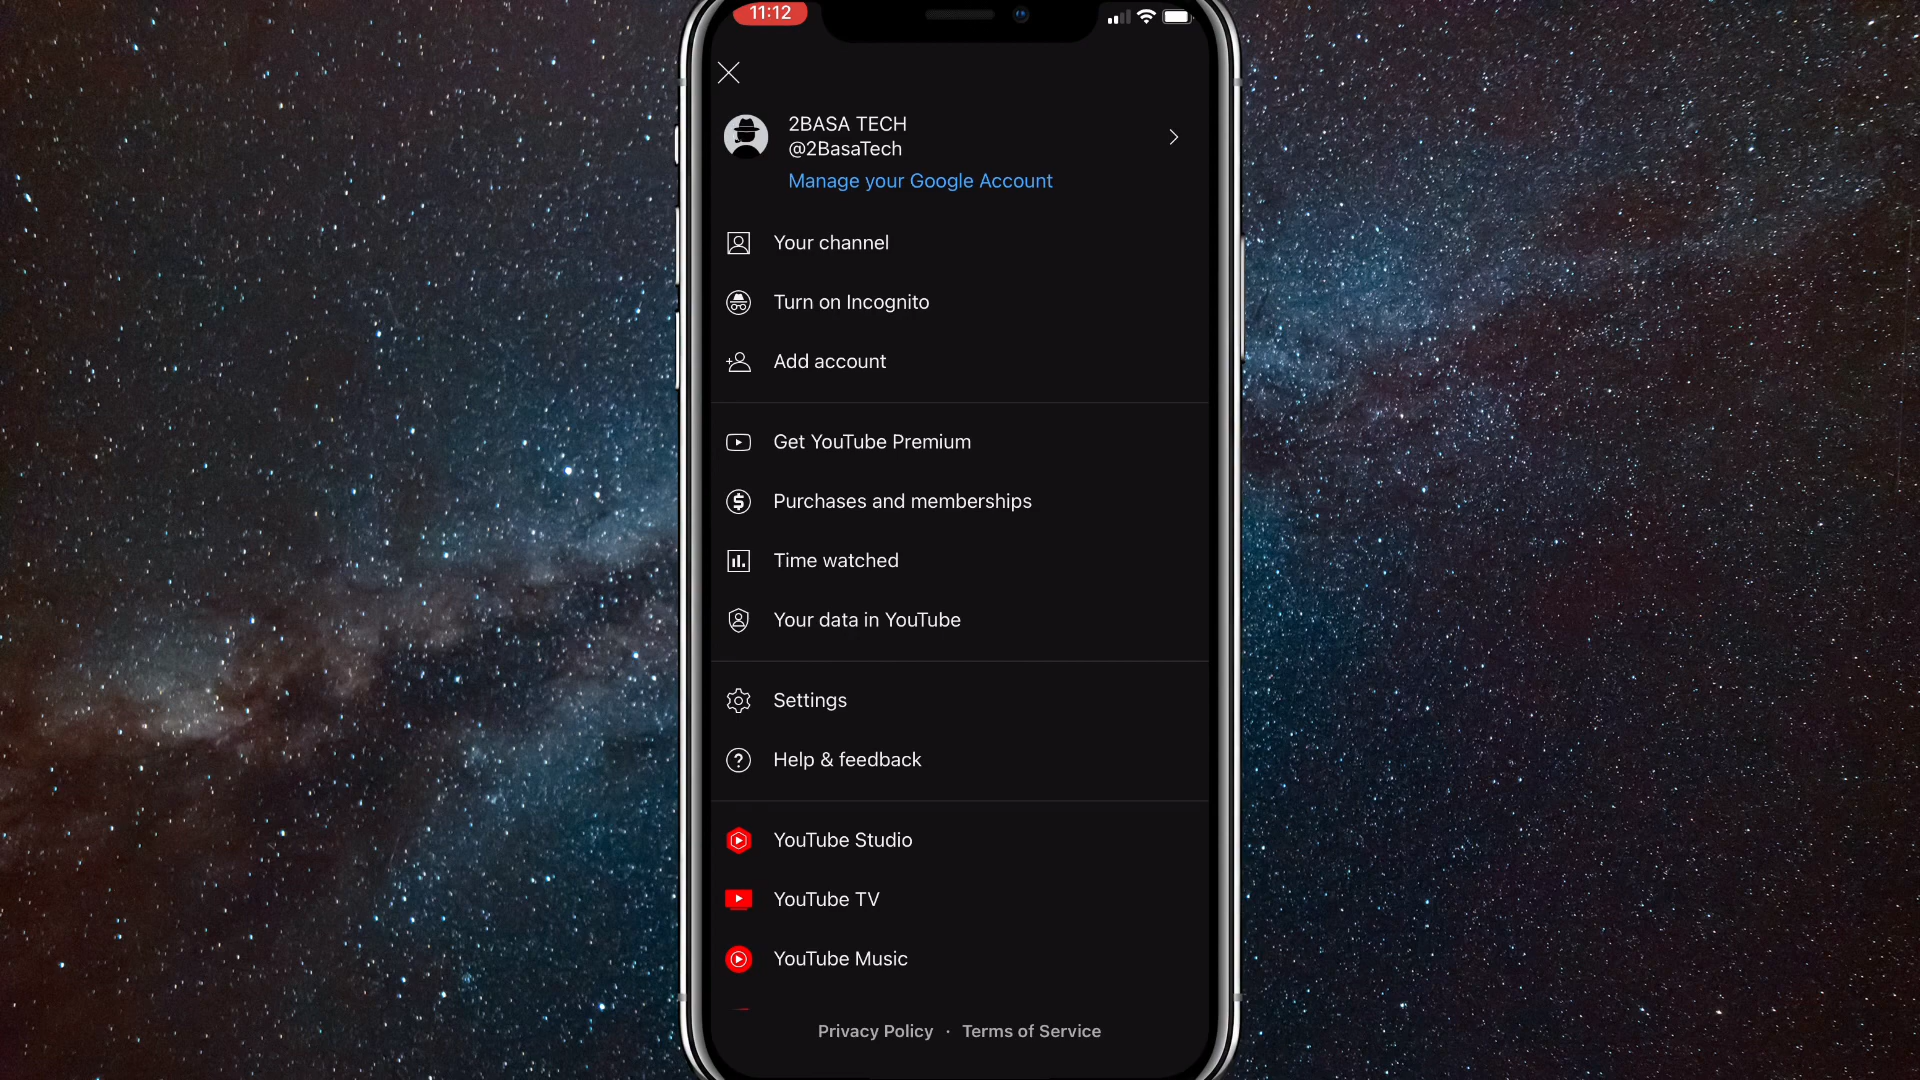 11:12
2BASA TECH
@2BasaTech
Manage your Google Account
Your channel
Turn on Incognito
Add account
Get YouTube Premium
Purchases and memberships
Time watched
Your data in YouTube
Settings
Help & feedback
YouTube Studio
YouTube TV
YouTube Music
Privacy Policy · Terms of Service